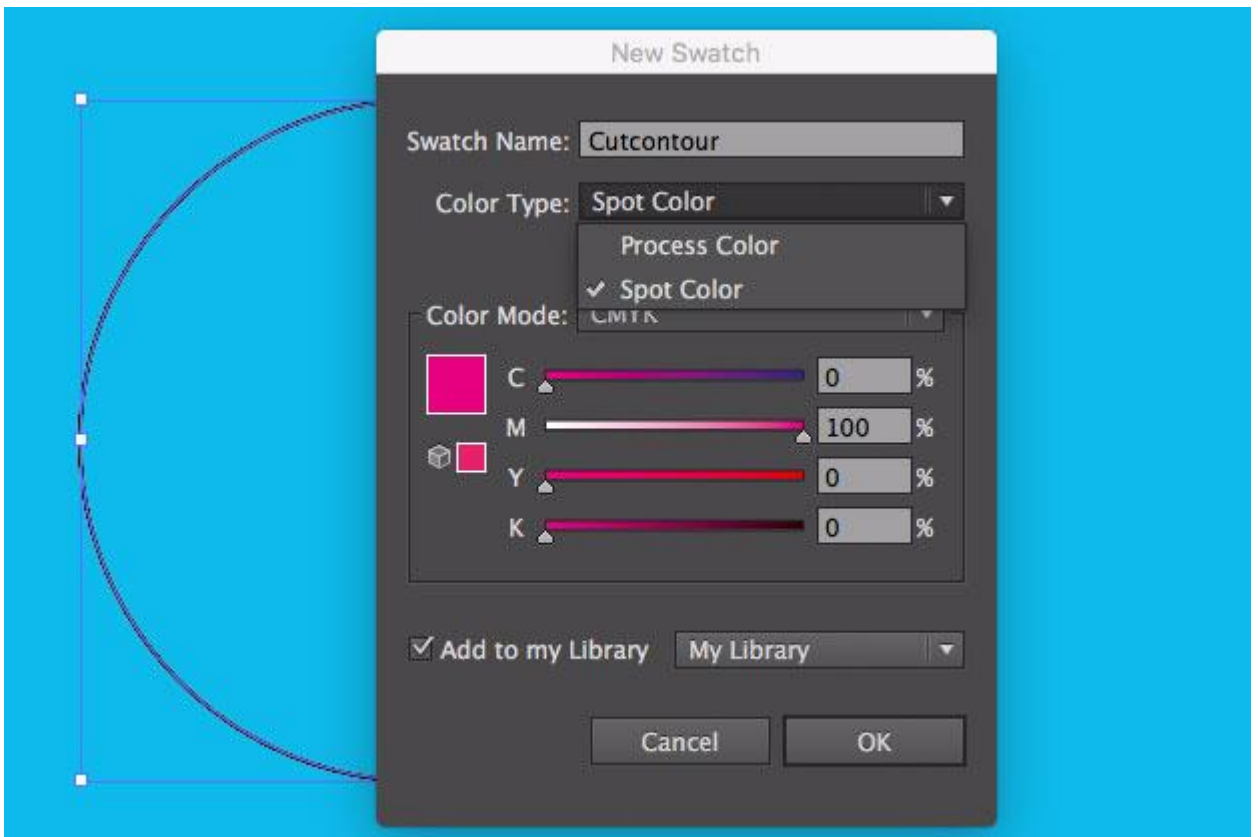 New Swatch
Swatch Name: Cutcontour
Color Type: Spot Color
Process Color
✓ Spot Color
Color Mode: CMYK
C 0 %
M 100 %
Y 0 %
K 0 %
✓ Add to my Library My Library
Cancel OK